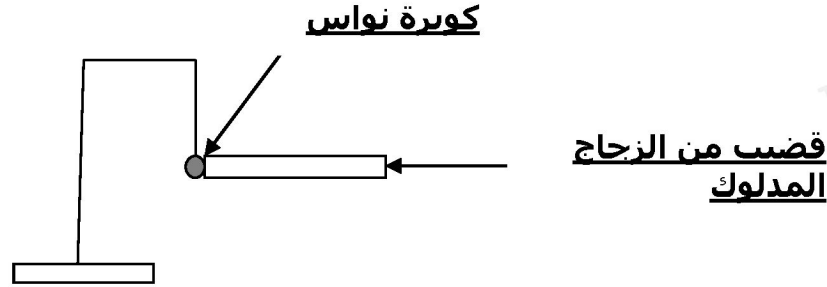 كويرة نواس
قضيب من الزجاج
المدلوك